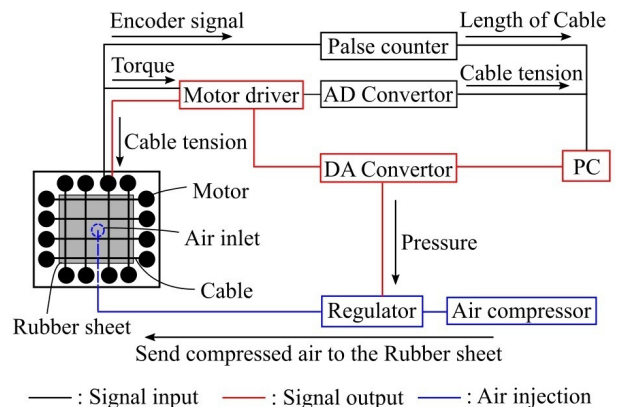 Encoder signal
Length of Cable
Palse counter
Torque
Cable tension
Motor driver
AD Convertor
Cable tension
DA Convertor
PC
Motor
Air inlet
Pressure
Cable
Regulator
Air compressor
Rubber sheet
Send compressed air to the Rubber sheet
: Signal input : Signal output : Air injection